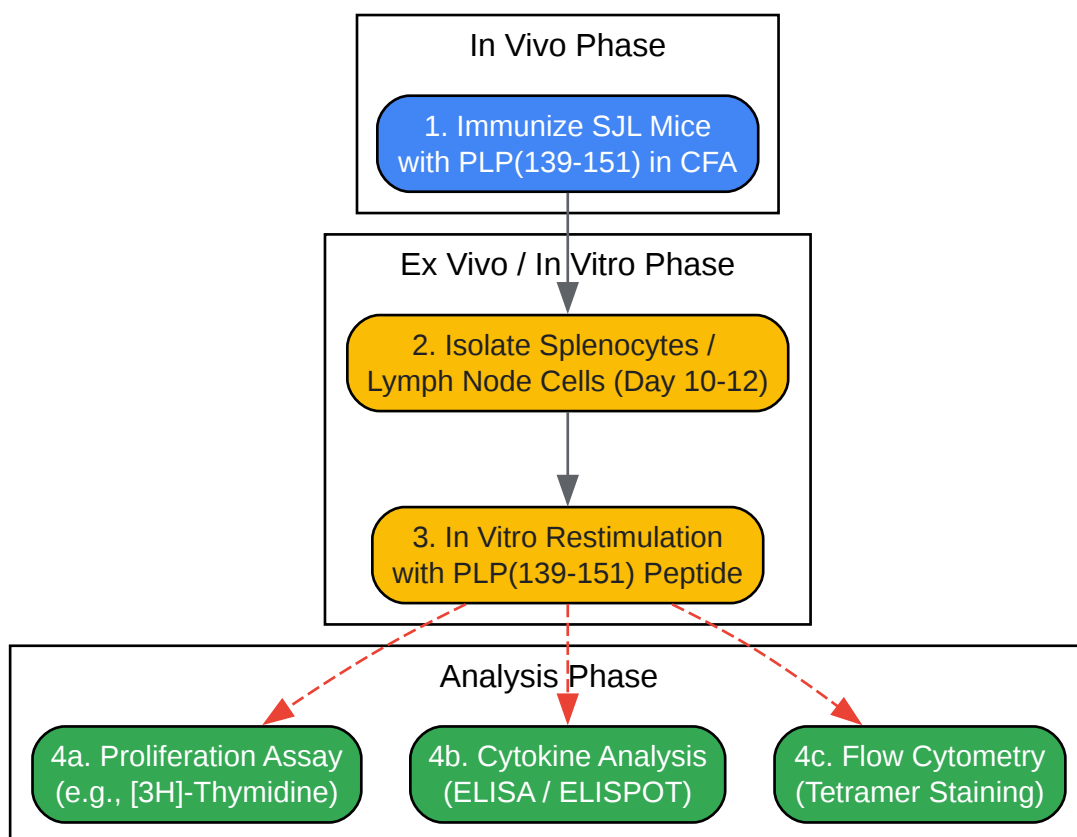 In Vivo Phase
1. Immunize SJL Mice
with PLP(139-151) in CFA
Ex Vivo / In Vitro Phase
2. Isolate Splenocytes /
Lymph Node Cells (Day 10-12)
3. In Vitro Restimulation
with PLP(139-151) Peptide
Analysis Phase
4a. Proliferation Assay
(e.g., [3H]-Thymidine)
4b. Cytokine Analysis
(ELISA / ELISPOT)
4c. Flow Cytometry
(Tetramer Staining)